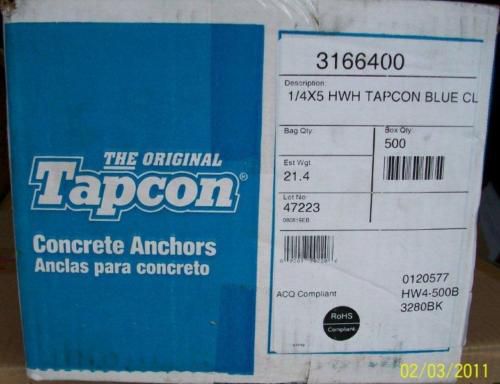 THE ORIGINAL
Tapcon®
Concrete Anchors
Anclas para concreto
3166400
Description:
1/4X5 HWH TAPCON BLUE CL
Bag Qty.
Box Qty.
500
Est Wgt.
21.4
Lot No
47223
ACQ Compliant
0120577
HW4-500B
3280BK
RoHS
Compliant
02/03/2011